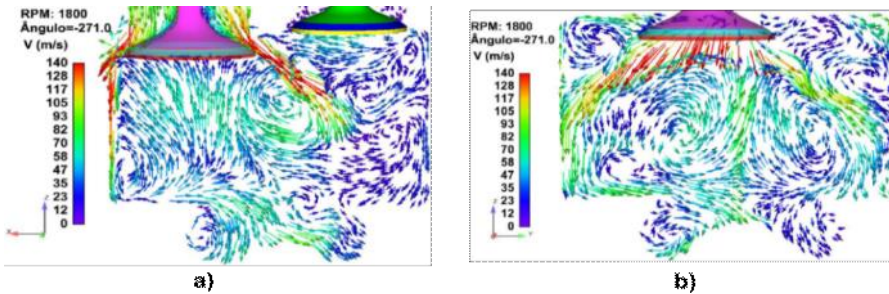 RPM: 1800
Ângulo=-271.0
V (m/s)
140
128
117
105
93
82
70
58
47
35
23
12
0
z
x
a)
RPM: 1800
Ângulo=-271.0
V (m/s)
140
128
117
105
93
82
70
58
47
35
23
12
0
z
Y
b)